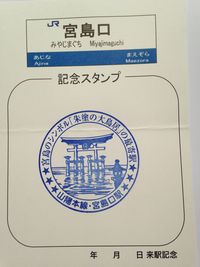 JR
宮島口
みやじまぐち Miyajimaguchi
あじな まえぞら
Ajina Maezora
記念スタンプ
宮島のシンボル「朱塗の大鳥居」の最寄駅
山陽本線・宮島口駅
年 月 日 来駅記念